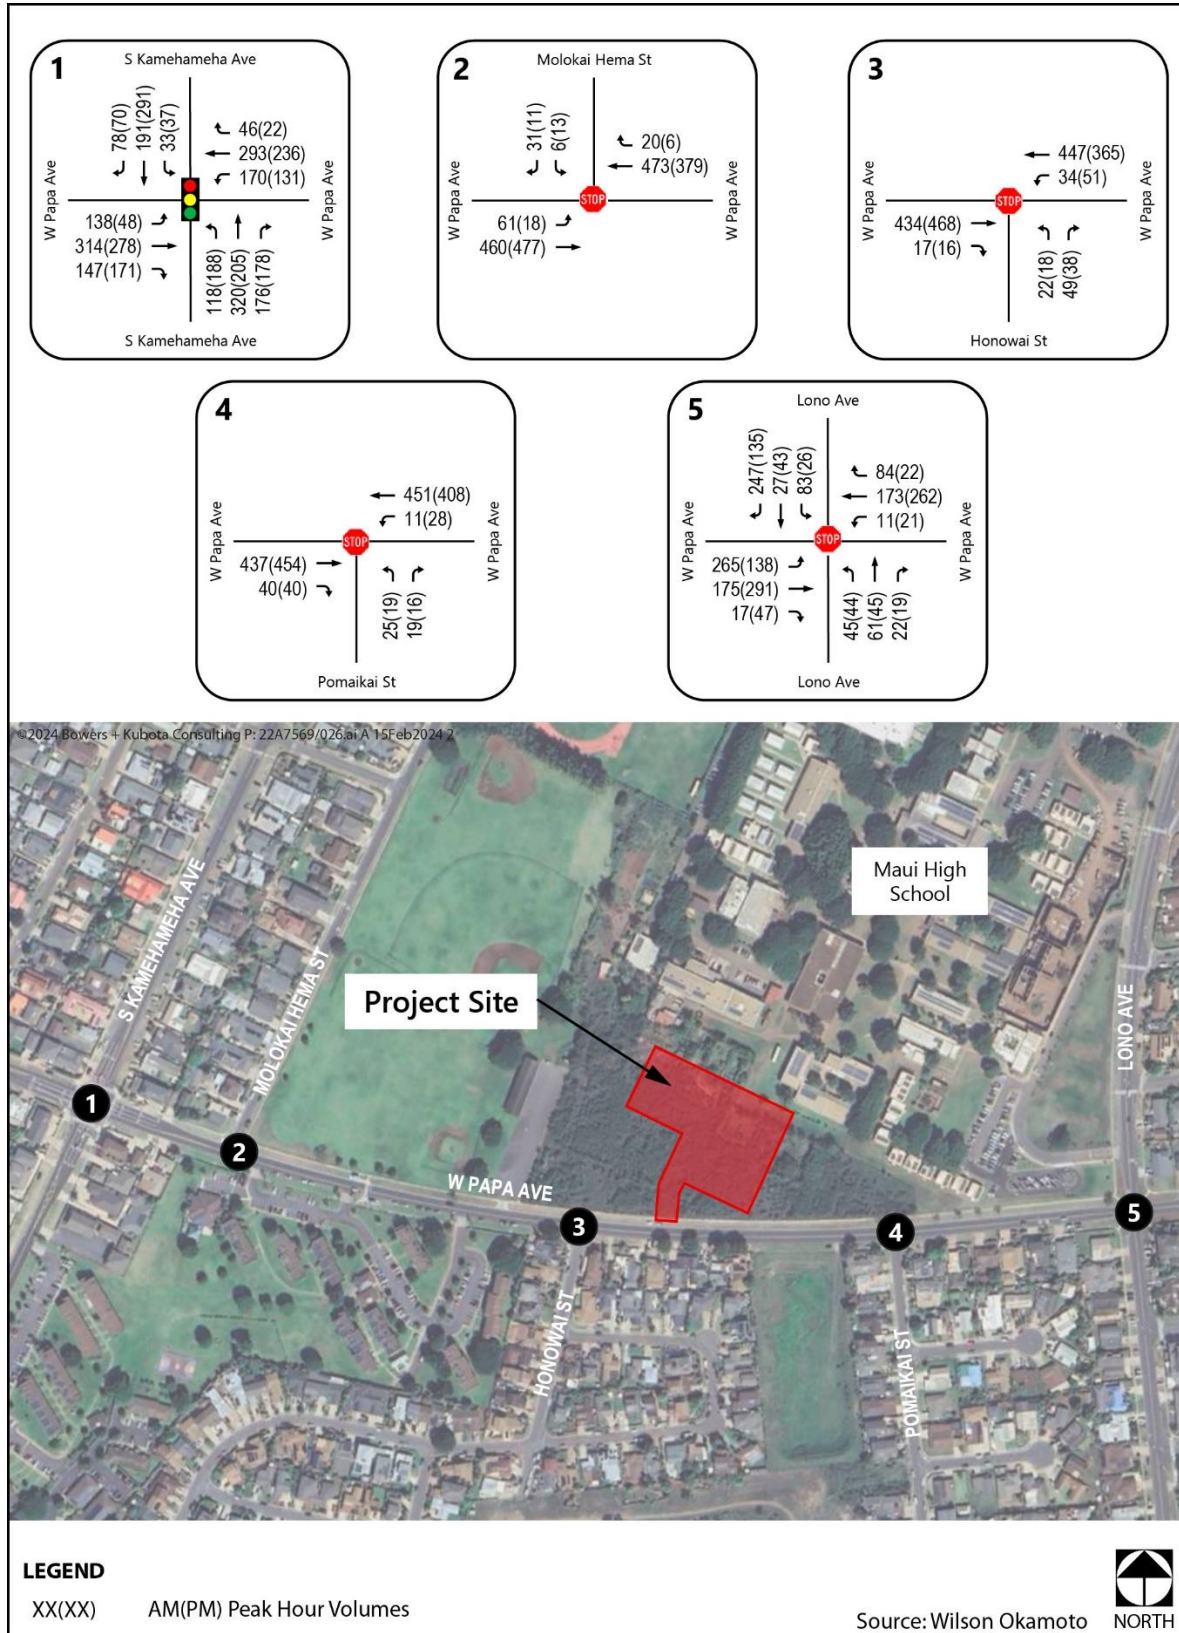 1
S Kamehameha Ave
78(70)
191(291)
33(37)
46(22)
293(236)
170(131)
W Papa Ave
W Papa Ave
138(48)
314(278)
147(171)
118(188)
320(205)
176(178)
S Kamehameha Ave
2
Molokai Hema St
31(11)
6(13)
20(6)
473(379)
W Papa Ave
W Papa Ave
STOP
61(18)
460(477)
3
447(365)
34(51)
W Papa Ave
W Papa Ave
STOP
434(468)
17(16)
22(18)
49(38)
Honowai St
4
451(408)
11(28)
W Papa Ave
W Papa Ave
STOP
437(454)
40(40)
25(19)
19(16)
Pomaikai St
5
Lono Ave
247(135)
27(43)
83(26)
84(22)
173(262)
11(21)
W Papa Ave
W Papa Ave
STOP
265(138)
175(291)
17(47)
45(44)
61(45)
22(19)
Lono Ave
©2024 Bowers + Kubota Consulting P: 22A7569/026.ai A 15Feb2024 2
Maui High
School
S KAMEHAMEHA AVE
MOLOKAI HEMA ST
Project Site
LONO AVE
1
2
W PAPA AVE
3
4
5
HONOWAI ST
POMAIKAI ST
LEGEND
XX(XX) AM(PM) Peak Hour Volumes
Source: Wilson Okamoto
NORTH